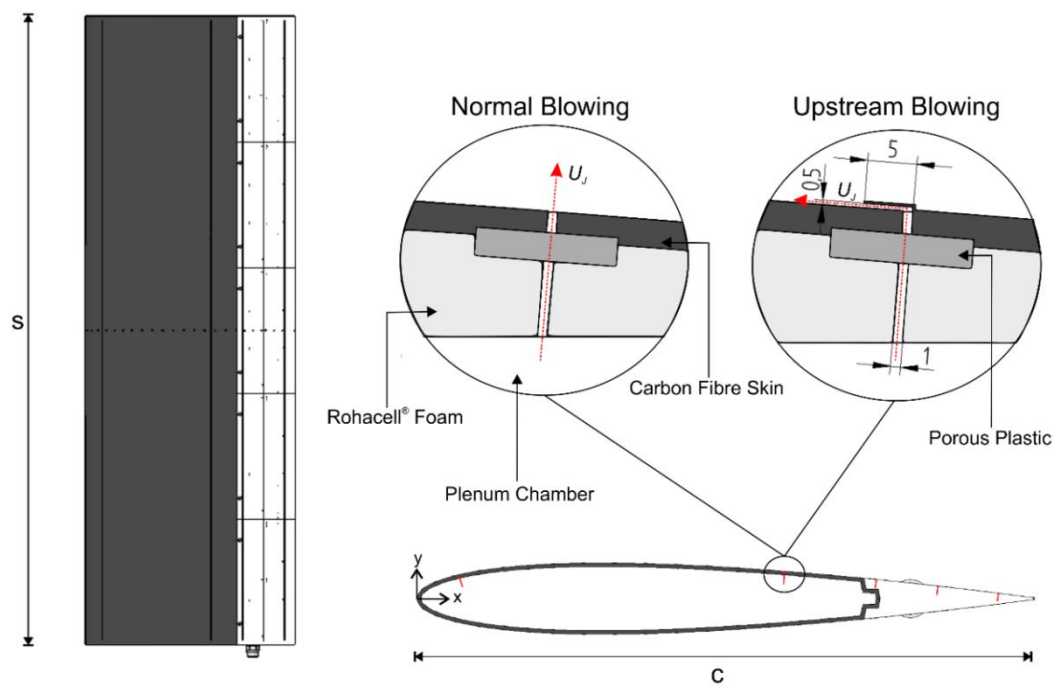 S
Normal Blowing
Upstream Blowing
U_J
5
0,5
U_J
1
Carbon Fibre Skin
Rohacell® Foam
Porous Plastic
Plenum Chamber
y
x
c